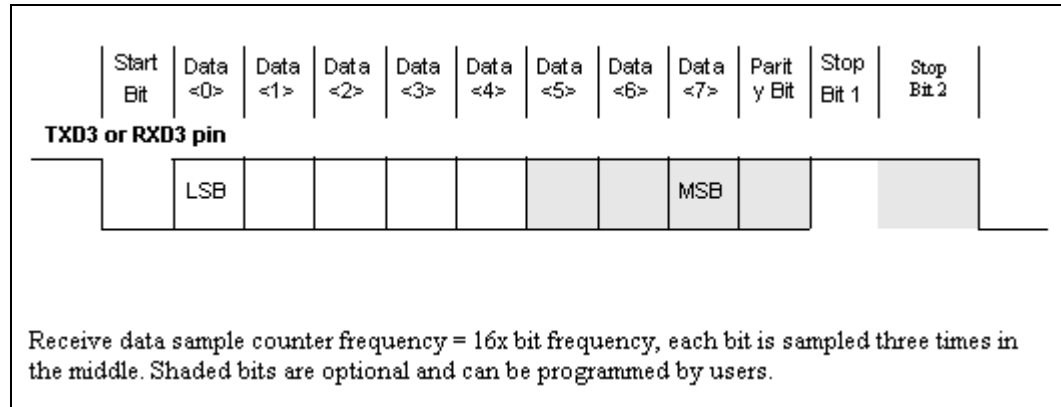 Start Bit
Data <0>
Data <1>
Data <2>
Data <3>
Data <4>
Data <5>
Data <6>
Data <7>
Parit y Bit
Stop Bit 1
Stop Bit 2
TXD3 or RXD3 pin
LSB
MSB
Receive data sample counter frequency = 16x bit frequency, each bit is sampled three times in
the middle. Shaded bits are optional and can be programmed by users.